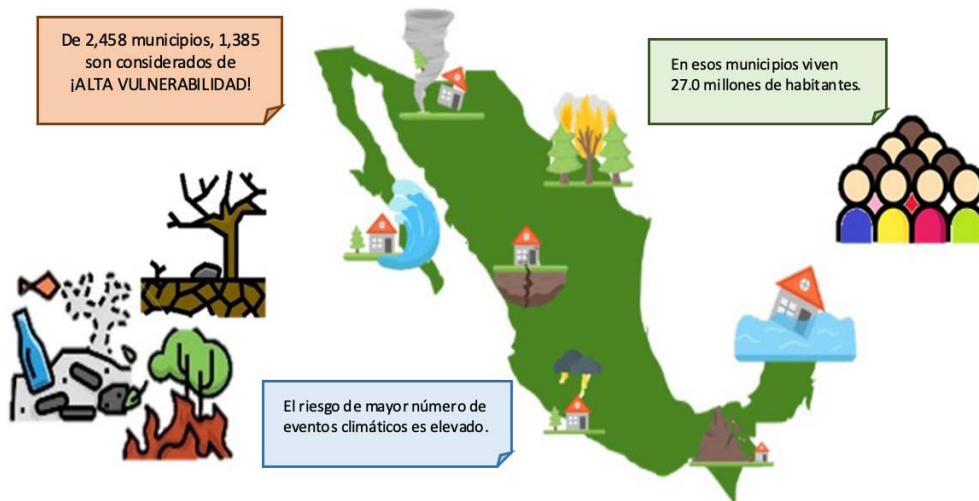 De 2,458 municipios, 1,385
son considerados de
¡ALTA VULNERABILIDAD!
En esos municipios viven
27.0 millones de habitantes.
El riesgo de mayor número de
eventos climáticos es elevado.